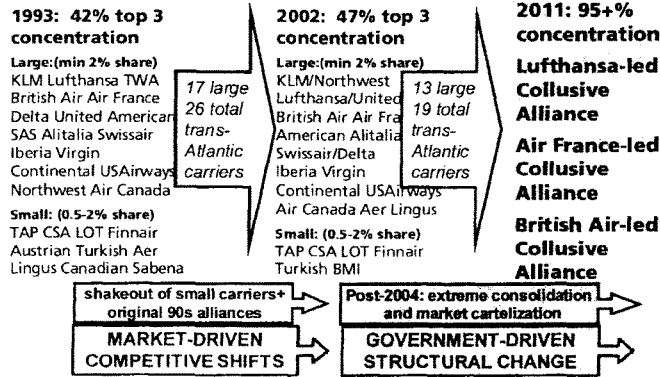 1993: 42% top 3
concentration
Large:(min 2% share)
KLM Lufthansa TWA
British Air Air France
Delta United American
SAS Alitalia Swissair
Iberia Virgin
Continental USAirways
Northwest Air Canada
Small: (0.5-2% share)
TAP CSA LOT Finnair
Austrian Turkish Aer
Lingus Canadian Sabena
17 large
26 total
trans-
Atlantic
carriers
2002: 47% top 3
concentration
Large:(min 2% share)
KLM/Northwest
Lufthansa/United
British Air Air Fra
American Alitalia
Swissair/Delta
Iberia Virgin
Continental USAirways
Air Canada Aer Lingus
Small: (0.5-2% share)
TAP CSA LOT Finnair
Turkish BMI
13 large
19 total
trans-
Atlantic
carriers
2011: 95+%
concentration
Lufthansa-led
Collusive
Alliance
Air France-led
Collusive
Alliance
British Air-led
Collusive
Alliance
shakeout of small carriers+
original 90s alliances
Post-2004: extreme consolidation
and market cartelization
MARKET-DRIVEN
COMPETITIVE SHIFTS
GOVERNMENT-DRIVEN
STRUCTURAL CHANGE